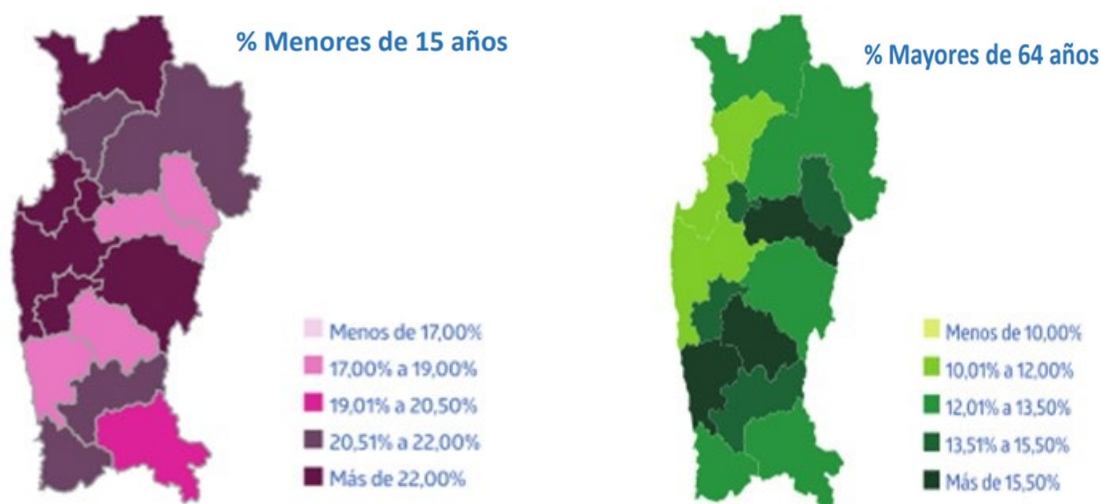 % Menores de 15 años
Menos de 17,00%
17,00% a 19,00%
19,01% a 20,50%
20,51% a 22,00%
Más de 22,00%
% Mayores de 64 años
Menos de 10,00%
10,01% a 12,00%
12,01% a 13,50%
13,51% a 15,50%
Más de 15,50%